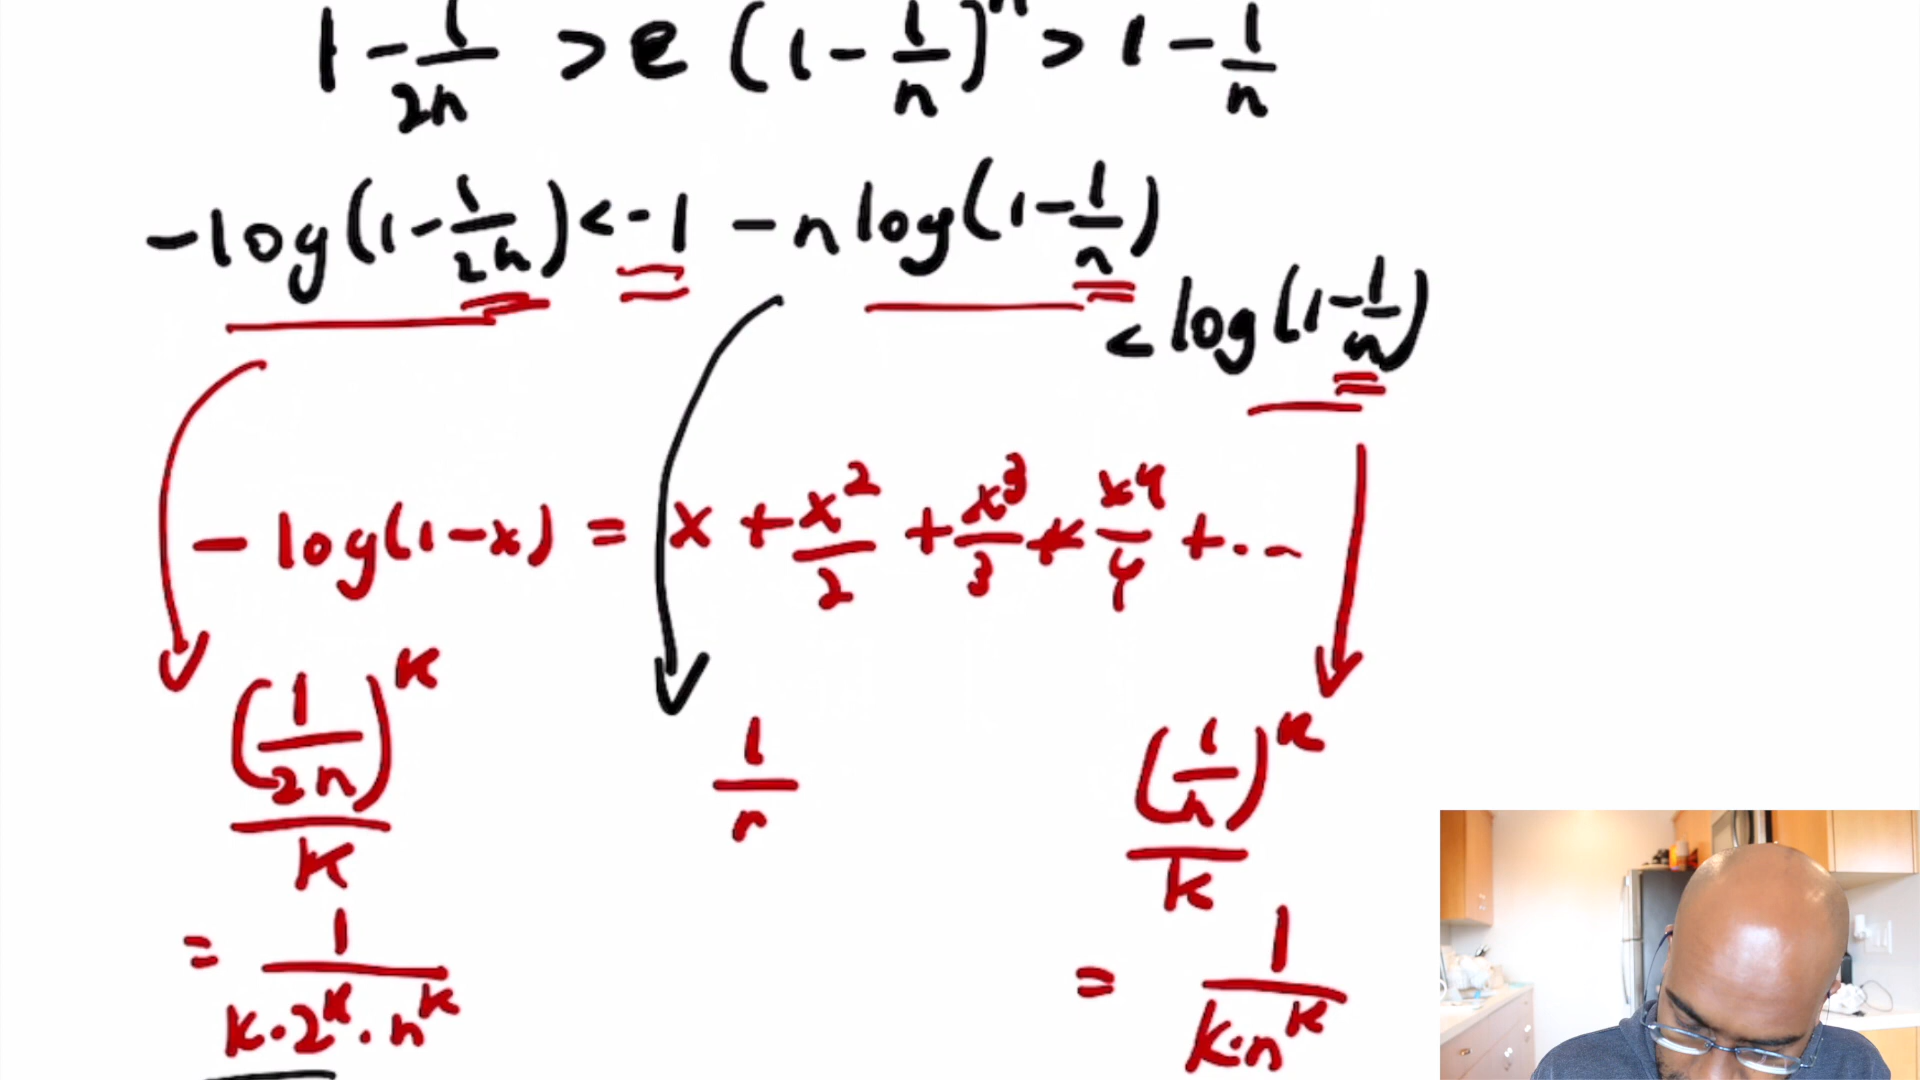 1 - 1/2n > e (1 - 1/n)^n > 1 - 1/n
-log(1 - 1/2n) < -1 - n log(1 - 1/n)
< log(1 - 1/n)
- log(1-x) = x + x^2/2 + x^3/3 + x^4/4 + ...
(1/2n)^k / k
1/n
(1/n)^k / k
= 1 / k·2^k·n^k
= 1 / k·n^k